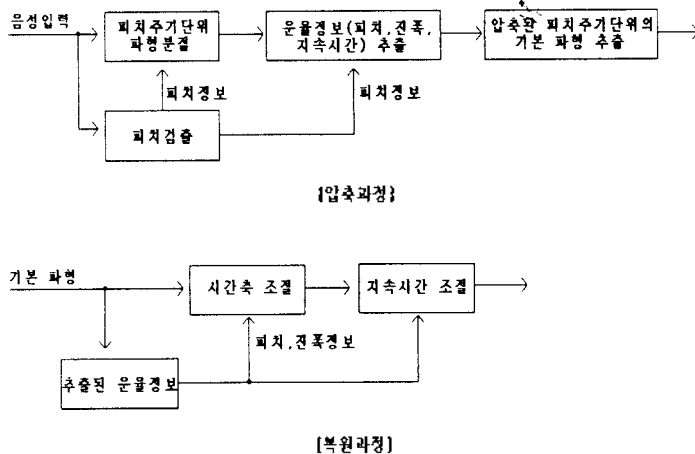 음성입력
피치주기단위
파형분절
운율정보(피치,진폭,
지속시간) 추출
압축된 피치주기단위의
기본 파형 추출
피치정보
피치정보
피치검출
[압축과정]
기본 파형
시간축 조절
지속시간 조절
피치,진폭정보
추출된 운율정보
[복원과정]